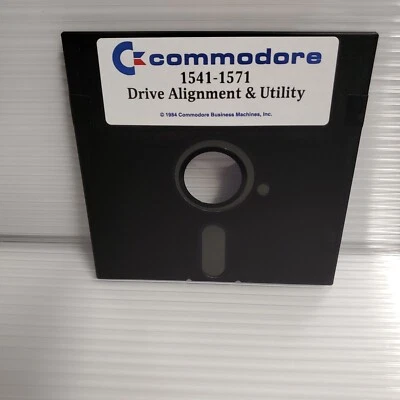 commodore
1541-1571
Drive Alignment & Utility
© 1984 Commodore Business Machines, Inc.